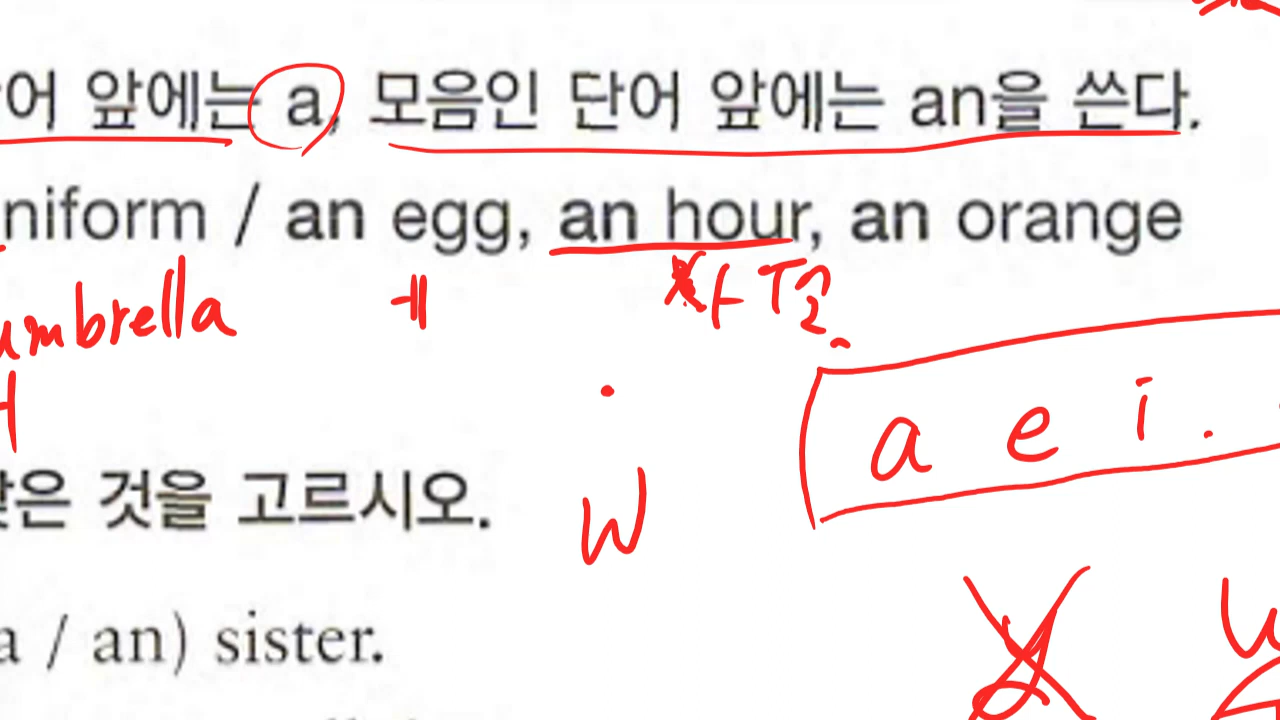 어 앞에는 a, 모음인 단어 앞에는 an을 쓴다.
niform / an egg, an hour, an orange
umbrella ㅔ
a e i .
맞은 것을 고르시오.
W
a / an) sister.